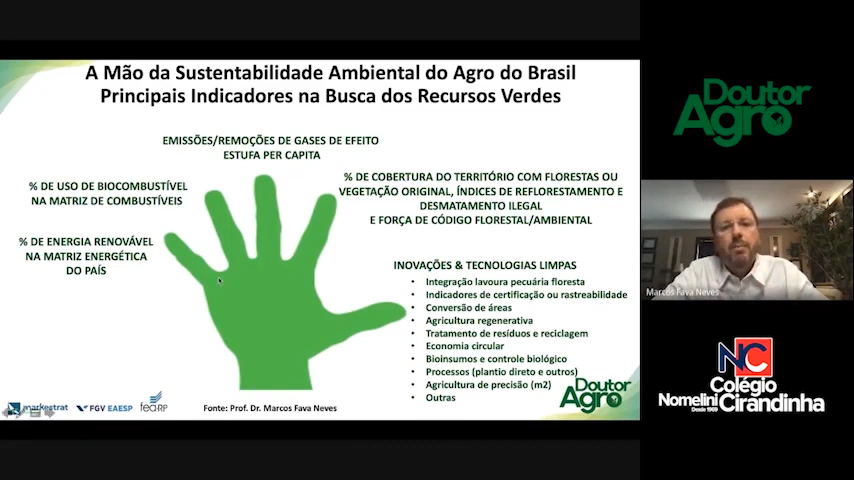 A Mão da Sustentabilidade Ambiental do Agro do Brasil
Principais Indicadores na Busca dos Recursos Verdes
EMISSÕES/REMOÇÕES DE GASES DE EFEITO
ESTUFA PER CAPITA
% DE USO DE BIOCOMBUSTÍVEL
NA MATRIZ DE COMBUSTÍVEIS
% DE COBERTURA DO TERRITÓRIO COM FLORESTAS OU
VEGETAÇÃO ORIGINAL, ÍNDICES DE REFLORESTAMENTO E
DESMATAMENTO ILEGAL
E FORÇA DE CÓDIGO FLORESTAL/AMBIENTAL
% DE ENERGIA RENOVÁVEL
NA MATRIZ ENERGÉTICA
DO PAÍS
INOVAÇÕES & TECNOLOGIAS LIMPAS
• Integração lavoura pecuária floresta
• Indicadores de certificação ou rastreabilidade
• Conversão de áreas
• Agricultura regenerativa
• Tratamento de resíduos e reciclagem
• Economia circular
• Bioinsumos e controle biológico
• Processos (plantio direto e outros)
• Agricultura de precisão (m2)
• Outras
markestrat
FGV EAESP
fea-RP
Fonte: Prof. Dr. Marcos Fava Neves
Doutor
Agro
Doutor
Agro
Marcos Fava Neves
NC
Colégio
Nomelini Cirandinha
Desde 1969